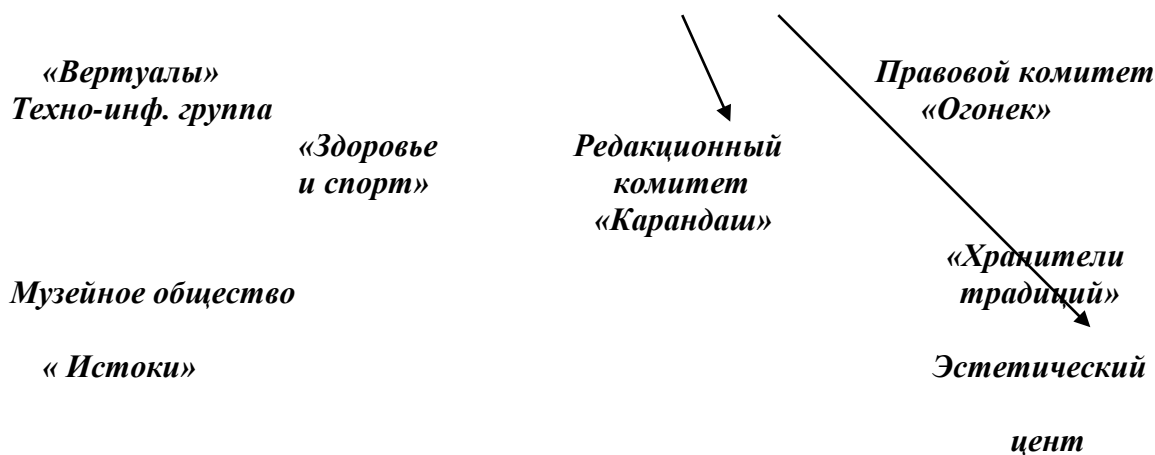 «Вертуалы»
Техно-инф. группа
«Здоровье
и спорт»
Редакционный
комитет
«Карандаш»
Правовой комитет
«Огонек»
«Хранители
традиций»
Музейное общество
« Истоки»
Эстетический
цент